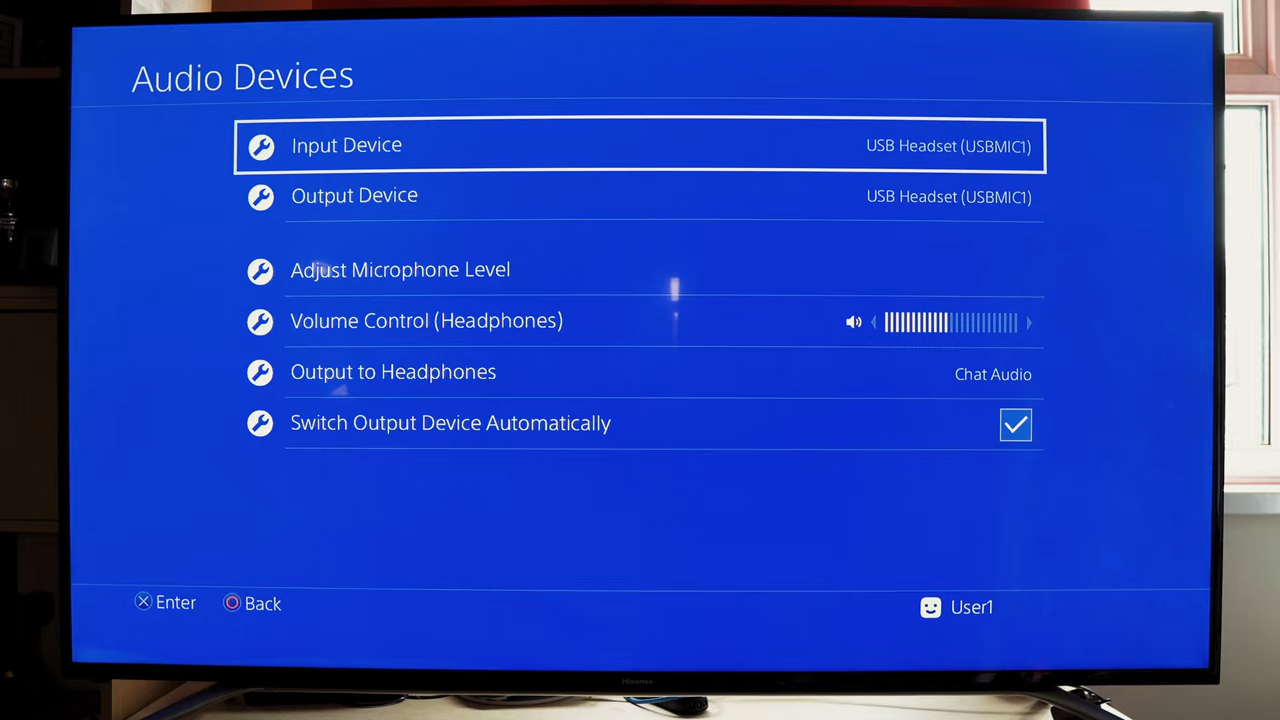 Audio Devices
Input Device USB Headset (USBMIC1)
Output Device USB Headset (USBMIC1)
Adjust Microphone Level
Volume Control (Headphones)
Output to Headphones Chat Audio
Switch Output Device Automatically
Enter Back User1
Hisense